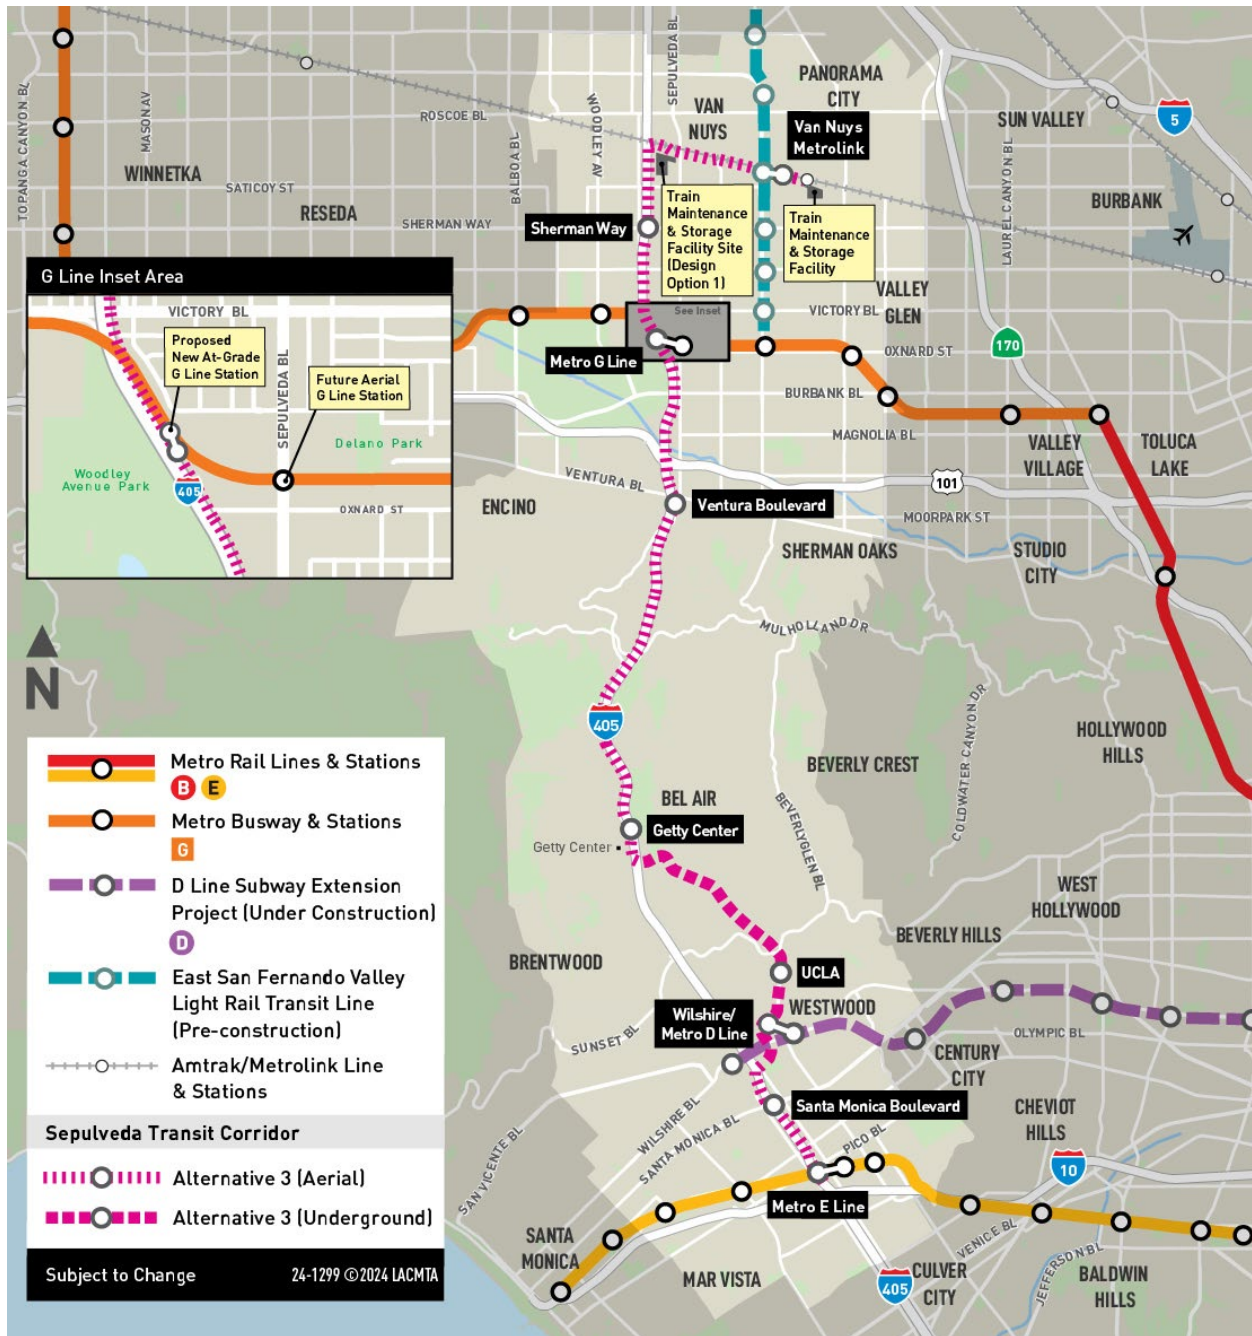 TOPANGA CANYON BL
MASON AV
WINNETKA
ROSCOE BL
SATICOY ST
RESEDA
SHERMAN WAY
BALBOA BL
WOODLEY AV
SEPULVEDA BL
VAN
NUYS
PANORAMA
CITY
Van Nuys
Metrolink
SUN VALLEY
5
LAUREL CANYON BL
BURBANK
Sherman Way
Train
Maintenance
& Storage
Facility Site
(Design
Option 1)
Train
Maintenance
& Storage
Facility
VALLEY
GLEN
VICTORY BL
See Inset
OXNARD ST
170
Metro G Line
BURBANK BL
MAGNOLIA BL
VALLEY
VILLAGE
TOLUCA
LAKE
G Line Inset Area
VICTORY BL
Proposed
New At-Grade
G Line Station
SEPULVEDA BL
Future Aerial
G Line Station
Delano Park
Woodley
Avenue Park
405
OXNARD ST
VENTURA BL
101
ENCINO
Ventura Boulevard
MOORPARK ST
SHERMAN OAKS
STUDIO
CITY
MULHOLLAND DR
N
405
COLDWATER CANYON DR
HOLLYWOOD
HILLS
BEVERLY CREST
BEL AIR
BEVERLYGLEN BL
Getty Center
Getty Center
WEST
HOLLYWOOD
BEVERLY HILLS
BRENTWOOD
UCLA
WESTWOOD
Wilshire/
Metro D Line
SUNSET BL
OLYMPIC BL
CENTURY
CITY
Santa Monica Boulevard
CHEVIOT
HILLS
WILSHIRE BL
SANTA MONICA BL
PICO BL
10
SAN VICENTE BL
Metro E Line
SANTA
MONICA
VENICE BL
JEFFERSON BL
MAR VISTA
405
CULVER
CITY
BALDWIN
HILLS
Metro Rail Lines & Stations
B E
Metro Busway & Stations
G
D Line Subway Extension
Project (Under Construction)
D
East San Fernando Valley
Light Rail Transit Line
(Pre-construction)
Amtrak/Metrolink Line
& Stations
Sepulveda Transit Corridor
Alternative 3 (Aerial)
Alternative 3 (Underground)
Subject to Change 24-1299 ©2024 LACMTA